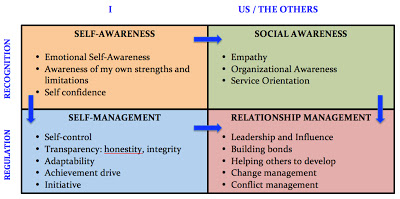 I
US / THE OTHERS
RECOGNITION
SELF-AWARENESS
• Emotional Self-Awareness
• Awareness of my own strengths and
limitations
• Self confidence
SOCIAL AWARENESS
• Empathy
• Organizational Awareness
• Service Orientation
REGULATION
SELF-MANAGEMENT
• Self-control
• Transparency: honesty, integrity
• Adaptability
• Achievement drive
• Initiative
RELATIONSHIP MANAGEMENT
• Leadership and Influence
• Building bonds
• Helping others to develop
• Change management
• Conflict management